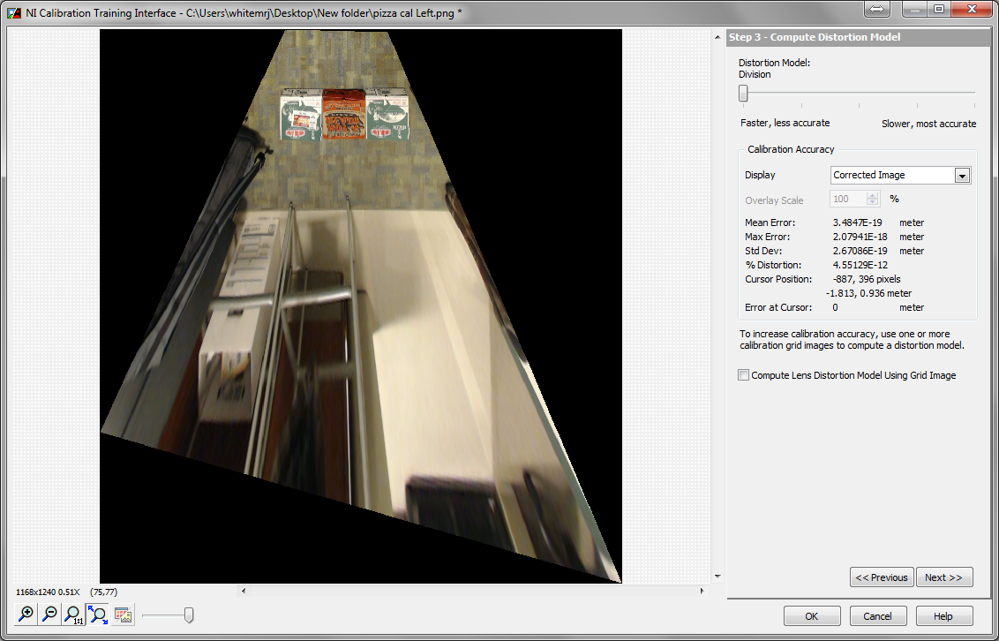 NI Calibration Training Interface - C:\Users\whitemrj\Desktop\New folder\pizza cal Left.png *
Step 3 - Compute Distortion Model
Distortion Model:
Division
Faster, less accurate
Slower, most accurate
Calibration Accuracy
Display
Corrected Image
Overlay Scale
100
%
Mean Error: 3.4847E-19 meter
Max Error: 2.07941E-18 meter
Std Dev: 2.67086E-19 meter
% Distortion: 4.55129E-12
Cursor Position: -887, 396 pixels
-1.813, 0.936 meter
Error at Cursor: 0 meter
To increase calibration accuracy, use one or more
calibration grid images to compute a distortion model.
Compute Lens Distortion Model Using Grid Image
<< Previous
Next >>
1168x1240 0.51X (75,77)
1:1
OK
Cancel
Help